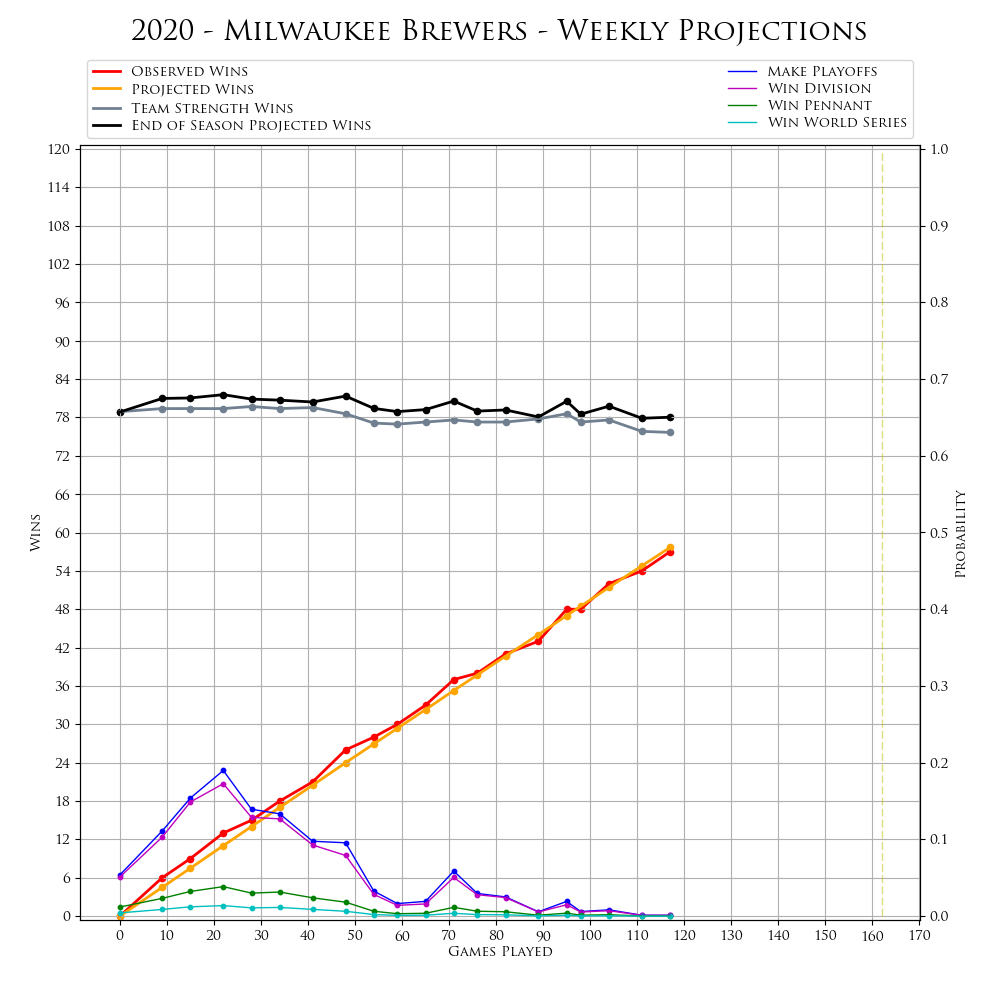 2020 - Milwaukee Brewers - Weekly Projections
Observed Wins
Projected Wins
Team Strength Wins
End of Season Projected Wins
Make Playoffs
Win Division
Win Pennant
Win World Series
120
114
108
102
96
90
84
78
72
66
60
54
48
42
36
30
24
18
12
6
0
Wins
1.0
0.9
0.8
0.7
0.6
0.5
0.4
0.3
0.2
0.1
0.0
Probability
0 10 20 30 40 50 60 70 80 90 100 110 120 130 140 150 160 170
Games Played